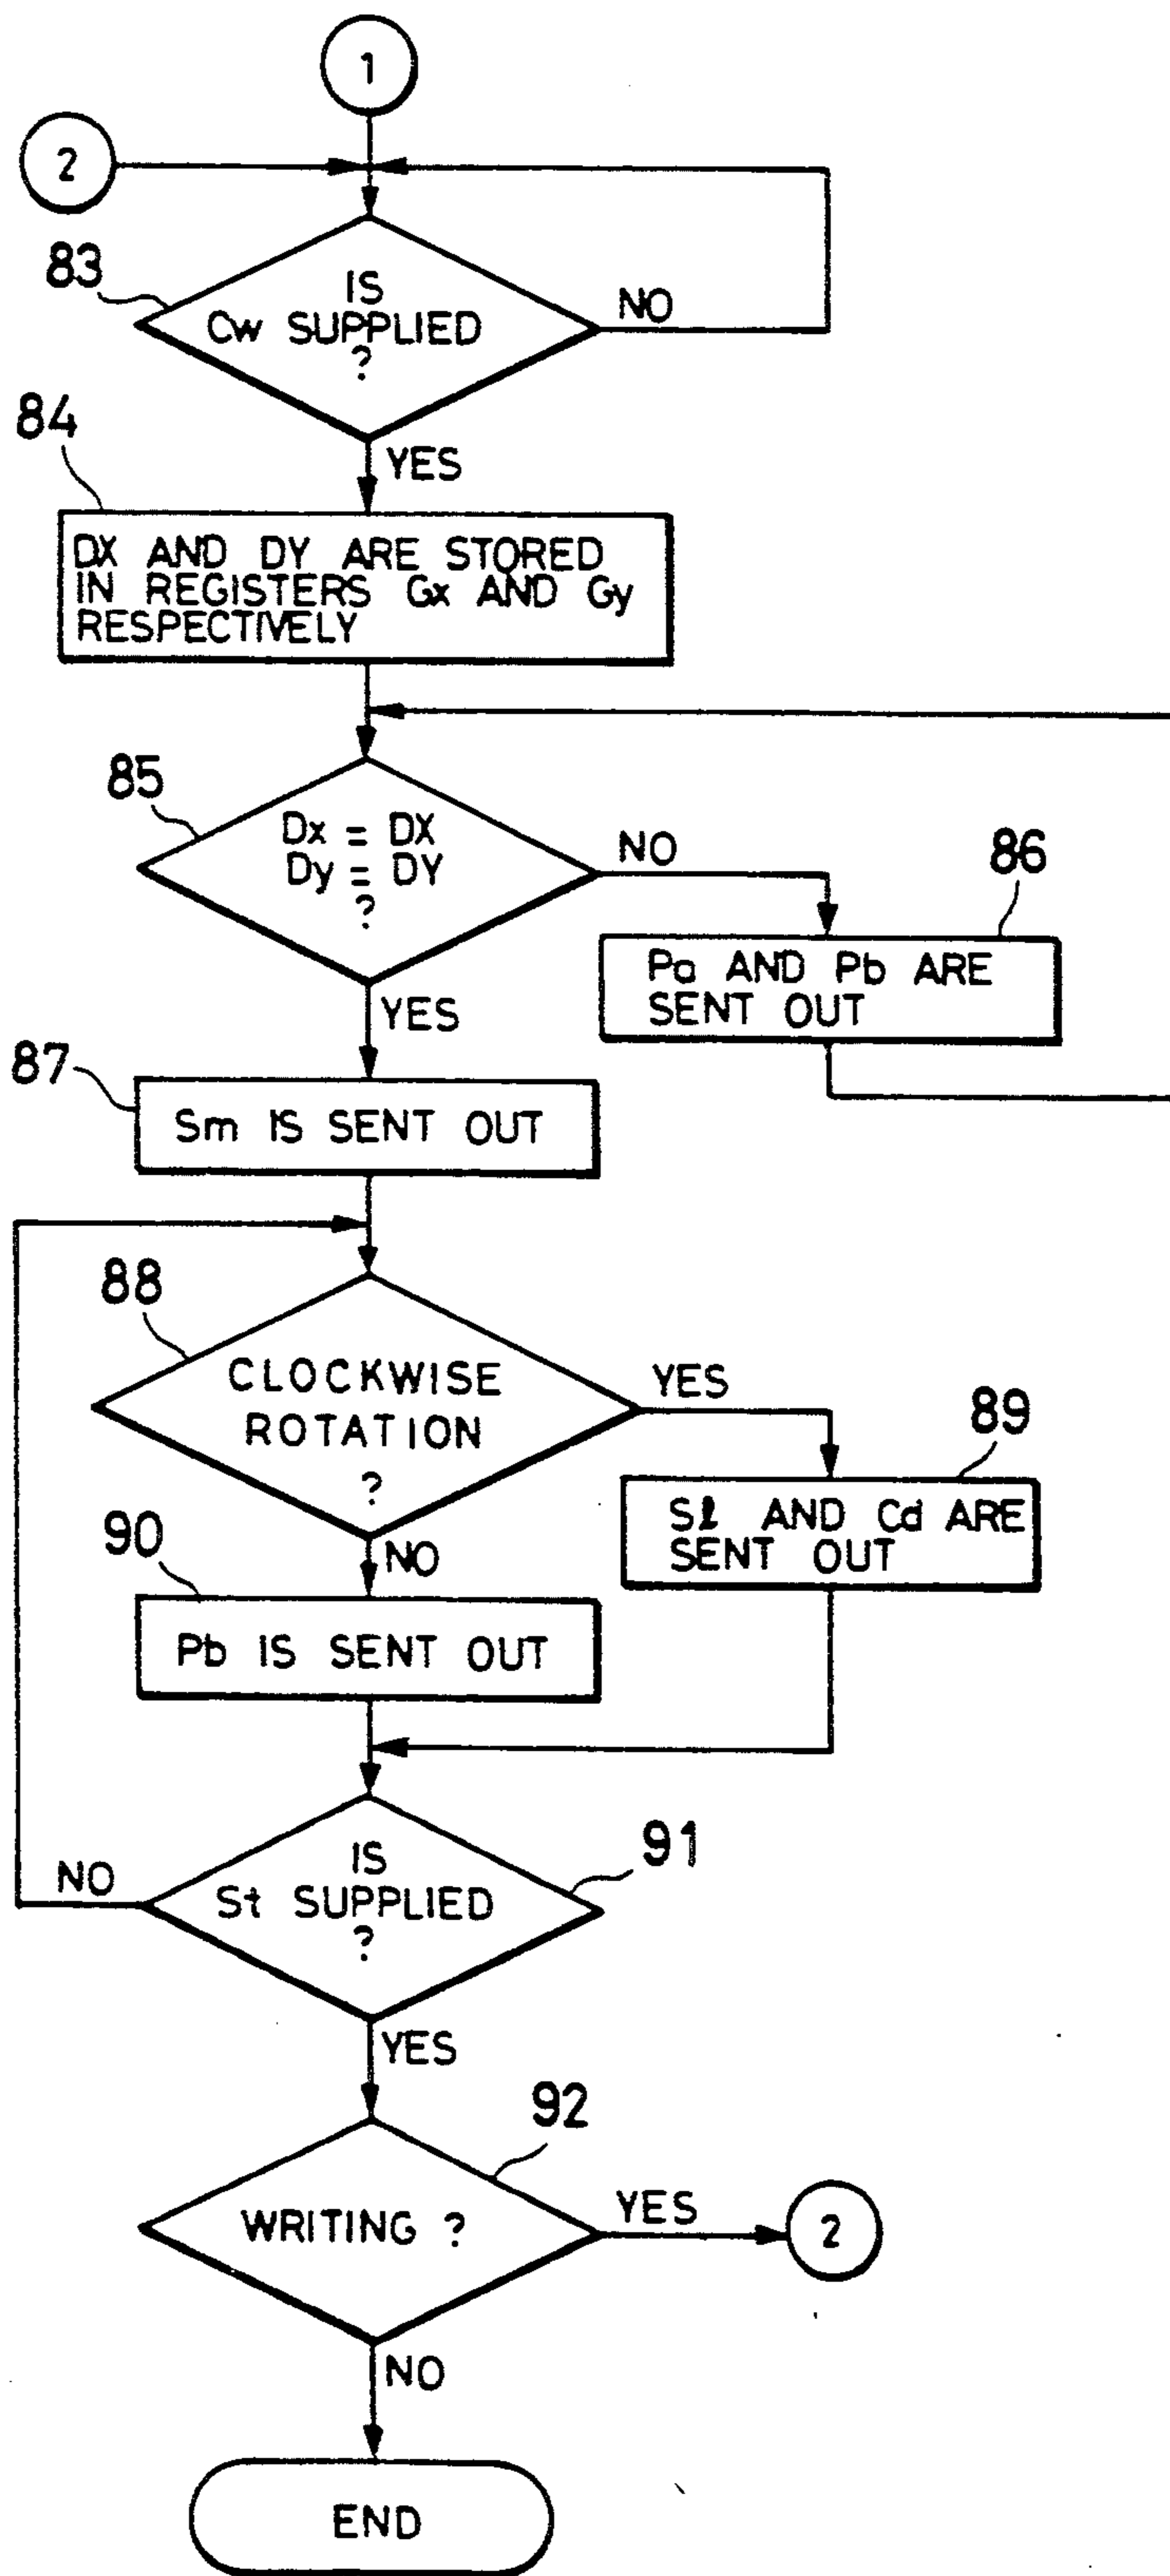 1
2
83
IS
Cw SUPPLIED
?
NO
84
YES
DX AND DY ARE STORED
IN REGISTERS Gx AND Gy
RESPECTIVELY
85
Dx = DX
Dy = DY
?
NO
86
Pa AND Pb ARE
SENT OUT
YES
87
Sm IS SENT OUT
88
CLOCKWISE
ROTATION
?
YES
89
Sℓ AND Cd ARE
SENT OUT
90
NO
Pb IS SENT OUT
91
IS
St SUPPLIED
?
NO
YES
92
WRITING ?
YES
2
NO
END